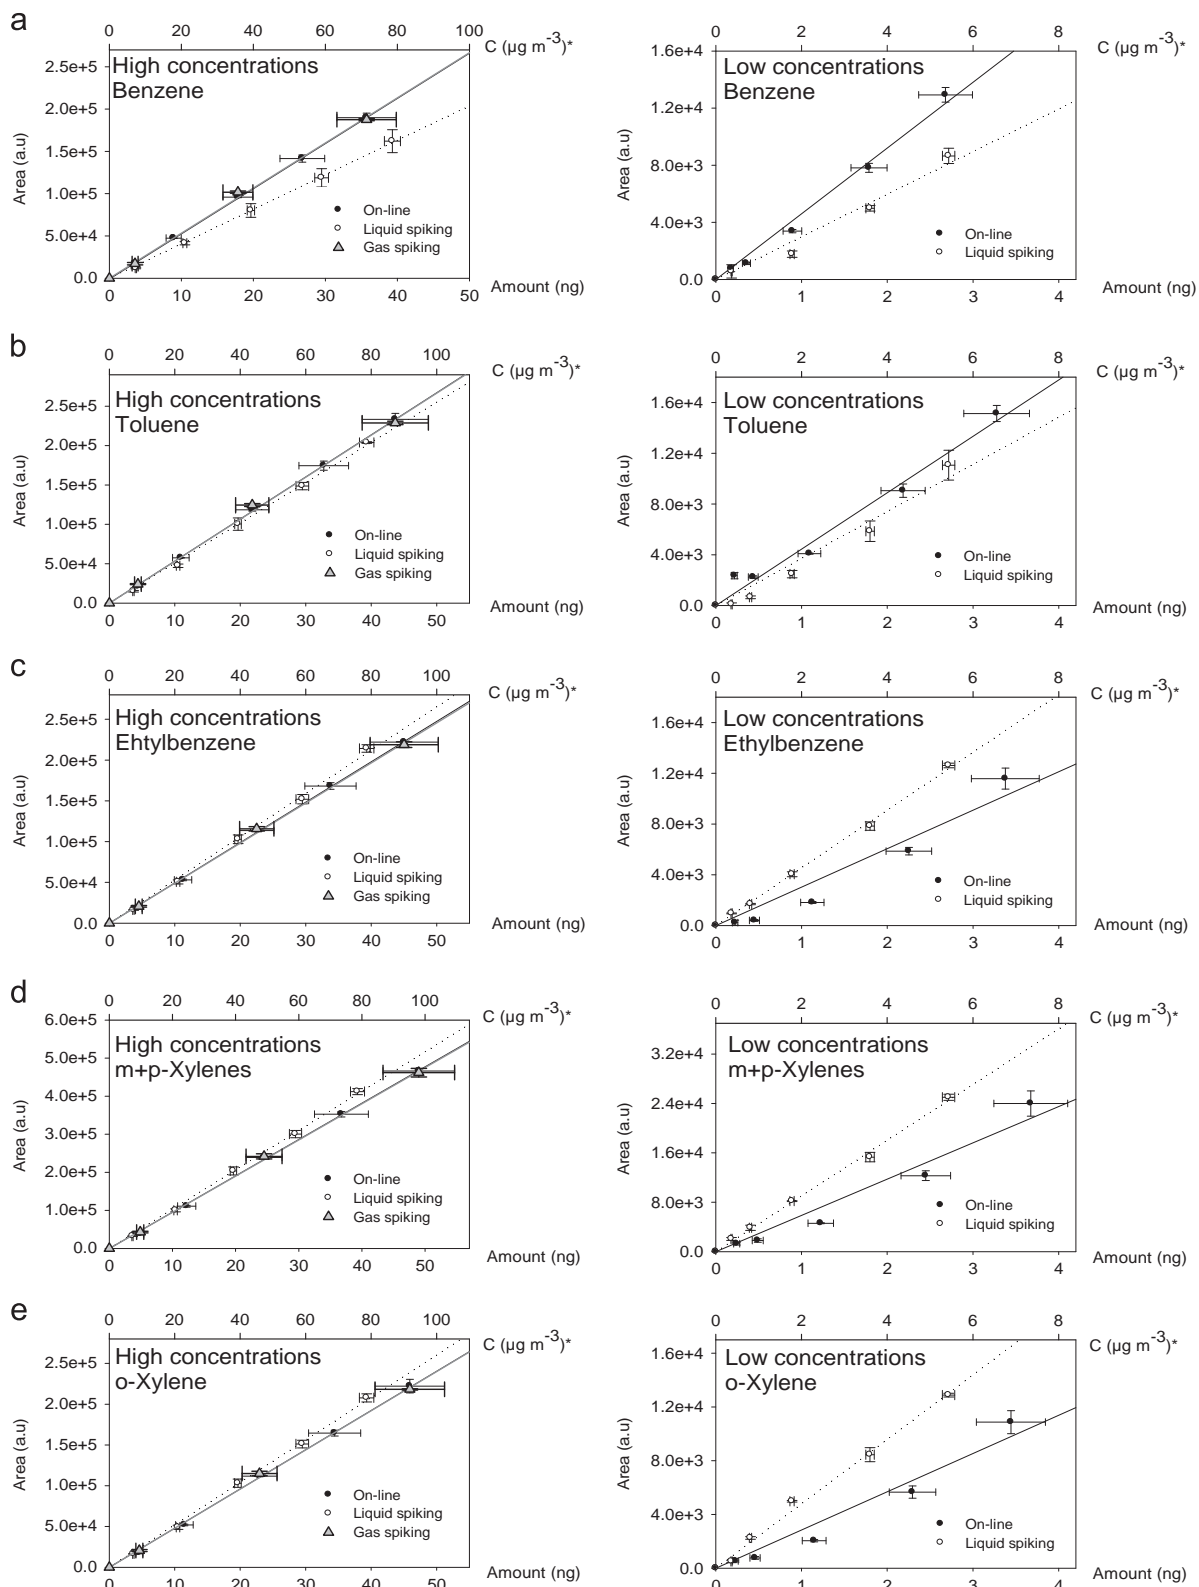 a
0 20 40 60 80 100
C (µg m-3)*
High concentrations
Benzene
2.5e+5
2.0e+5
1.5e+5
1.0e+5
5.0e+4
0.0
Area (a.u)
On-line
Liquid spiking
Gas spiking
0 10 20 30 40 50
Amount (ng)
0 2 4 6 8
C (µg m-3)*
Low concentrations
Benzene
1.6e+4
1.2e+4
8.0e+3
4.0e+3
0.0
Area (a.u)
On-line
Liquid spiking
0 1 2 3 4
Amount (ng)
b
0 20 40 60 80 100
C (µg m-3)*
High concentrations
Toluene
2.5e+5
2.0e+5
1.5e+5
1.0e+5
5.0e+4
0.0
Area (a.u)
On-line
Liquid spiking
Gas spiking
0 10 20 30 40 50
Amount (ng)
0 2 4 6 8
C (µg m-3)*
Low concentrations
Toluene
1.6e+4
1.2e+4
8.0e+3
4.0e+3
0.0
Area (a.u)
On-line
Liquid spiking
0 1 2 3 4
Amount (ng)
c
0 20 40 60 80 100
C (µg m-3)*
High concentrations
Ehtylbenzene
2.5e+5
2.0e+5
1.5e+5
1.0e+5
5.0e+4
0.0
Area (a.u)
On-line
Liquid spiking
Gas spiking
0 10 20 30 40 50
Amount (ng)
0 2 4 6 8
C (µg m-3)*
Low concentrations
Ethylbenzene
1.6e+4
1.2e+4
8.0e+3
4.0e+3
0.0
Area (a.u)
On-line
Liquid spiking
0 1 2 3 4
Amount (ng)
d
0 20 40 60 80 100
C (µg m-3)*
High concentrations
m+p-Xylenes
6.0e+5
5.0e+5
4.0e+5
3.0e+5
2.0e+5
1.0e+5
0.0
Area (a.u)
On-line
Liquid spiking
Gas spiking
0 10 20 30 40 50
Amount (ng)
0 2 4 6 8
C (µg m-3)*
Low concentrations
m+p-Xylenes
3.2e+4
2.4e+4
1.6e+4
8.0e+3
0.0
Area (a.u)
On-line
Liquid spiking
0 1 2 3 4
Amount (ng)
e
0 20 40 60 80 100
C (µg m-3)*
High concentrations
o-Xylene
2.5e+5
2.0e+5
1.5e+5
1.0e+5
5.0e+4
0.0
Area (a.u)
On-line
Liquid spiking
Gas spiking
0 10 20 30 40 50
Amount (ng)
0 2 4 6 8
C (µg m-3)*
Low concentrations
o-Xylene
1.6e+4
1.2e+4
8.0e+3
4.0e+3
0.0
Area (a.u)
On-line
Liquid spiking
0 1 2 3 4
Amount (ng)